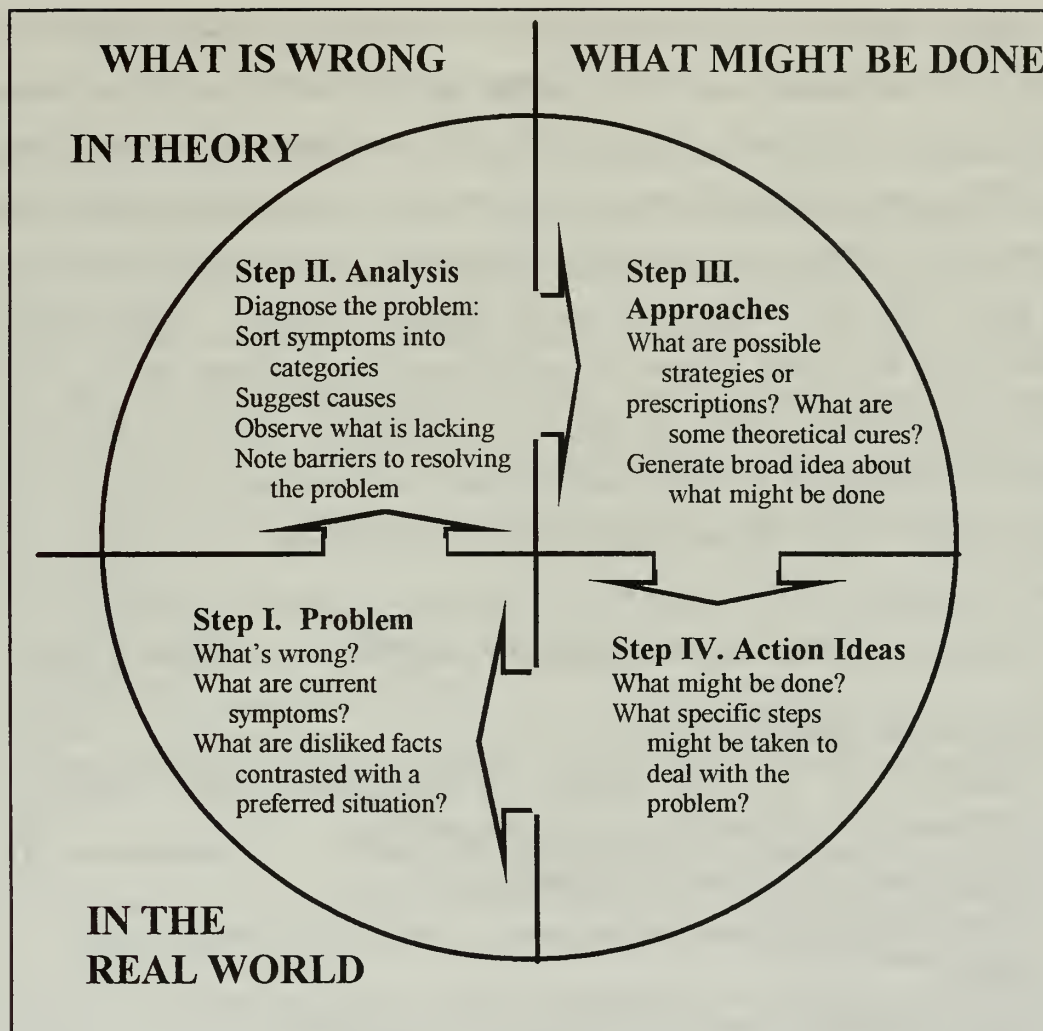 WHAT IS WRONG
WHAT MIGHT BE DONE
IN THEORY
Step II. Analysis
Diagnose the problem:
Sort symptoms into
categories
Suggest causes
Observe what is lacking
Note barriers to resolving
the problem
Step III.
Approaches
What are possible
strategies or
prescriptions? What are
some theoretical cures?
Generate broad idea about
what might be done
Step I. Problem
What's wrong?
What are current
symptoms?
What are disliked facts
contrasted with a
preferred situation?
Step IV. Action Ideas
What might be done?
What specific steps
might be taken to
deal with the
problem?
IN THE
REAL WORLD